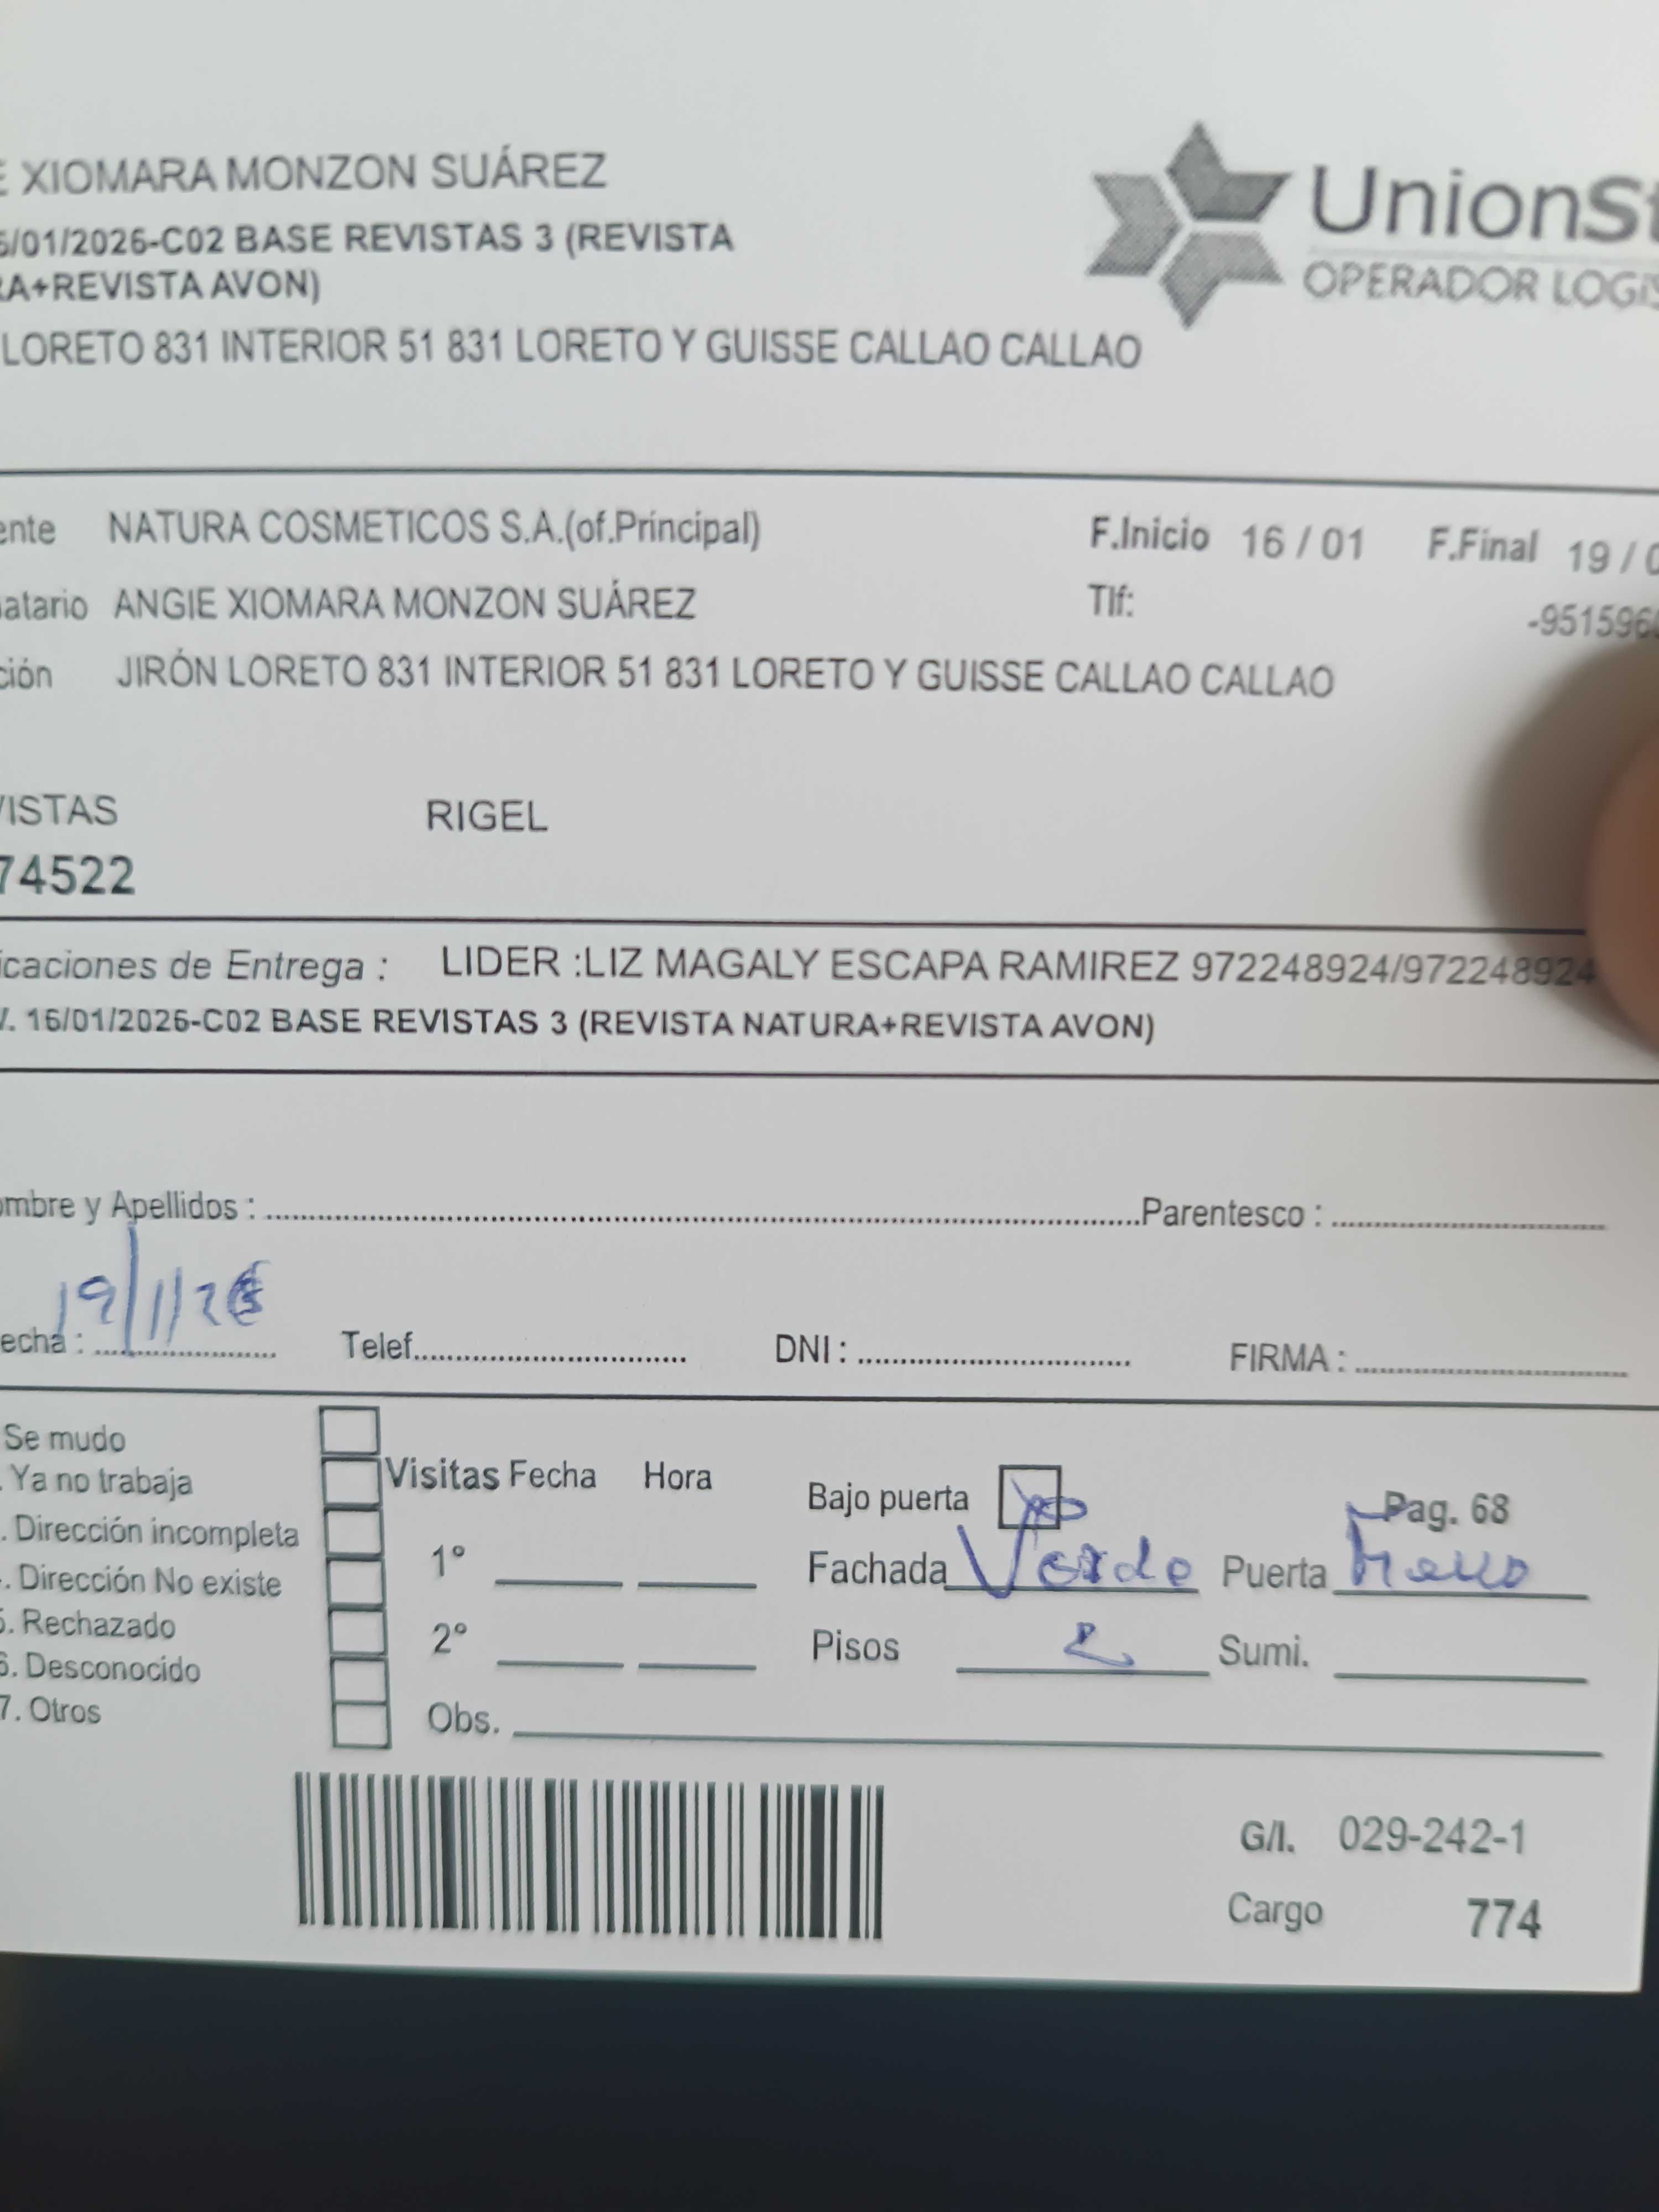 E XIOMARA MONZON SUÁREZ
UnionSt
/01/2026-C02 BASE REVISTAS 3 (REVISTA
OPERADOR LOGIS
RA+REVISTA AVON)
LORETO 831 INTERIOR 51 831 LORETO Y GUISSE CALLAO CALLAO
ente NATURA COSMETICOS S.A.(of.Principal) F.Inicio 16 / 01 F.Final 19 / 0
natario ANGIE XIOMARA MONZON SUÁREZ Tlf: -951596
ción JIRÓN LORETO 831 INTERIOR 51 831 LORETO Y GUISSE CALLAO CALLAO
VISTAS RIGEL
74522
icaciones de Entrega : LIDER :LIZ MAGALY ESCAPA RAMIREZ 972248924/972248924
V. 16/01/2026-C02 BASE REVISTAS 3 (REVISTA NATURA+REVISTA AVON)
ombre y Apellidos : Parentesco :
echa : 19/1/26 Telef. DNI : FIRMA :
Se mudo
. Ya no trabaja Visitas Fecha Hora Bajo puerta Pag. 68
. Dirección incompleta
. Dirección No existe 1° Fachada Verde Puerta
5. Rechazado 2° Pisos 2 Sumi.
6. Desconocido
7. Otros Obs.
G/I. 029-242-1
Cargo 774